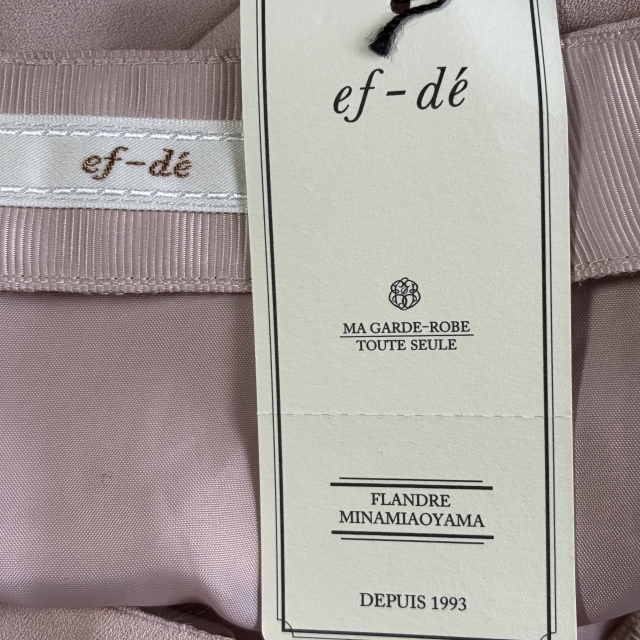 ef-dé
ef-dé
MA GARDE-ROBE
TOUTE SEULE
FLANDRE
MINAMIAOYAMA
DEPUIS 1993